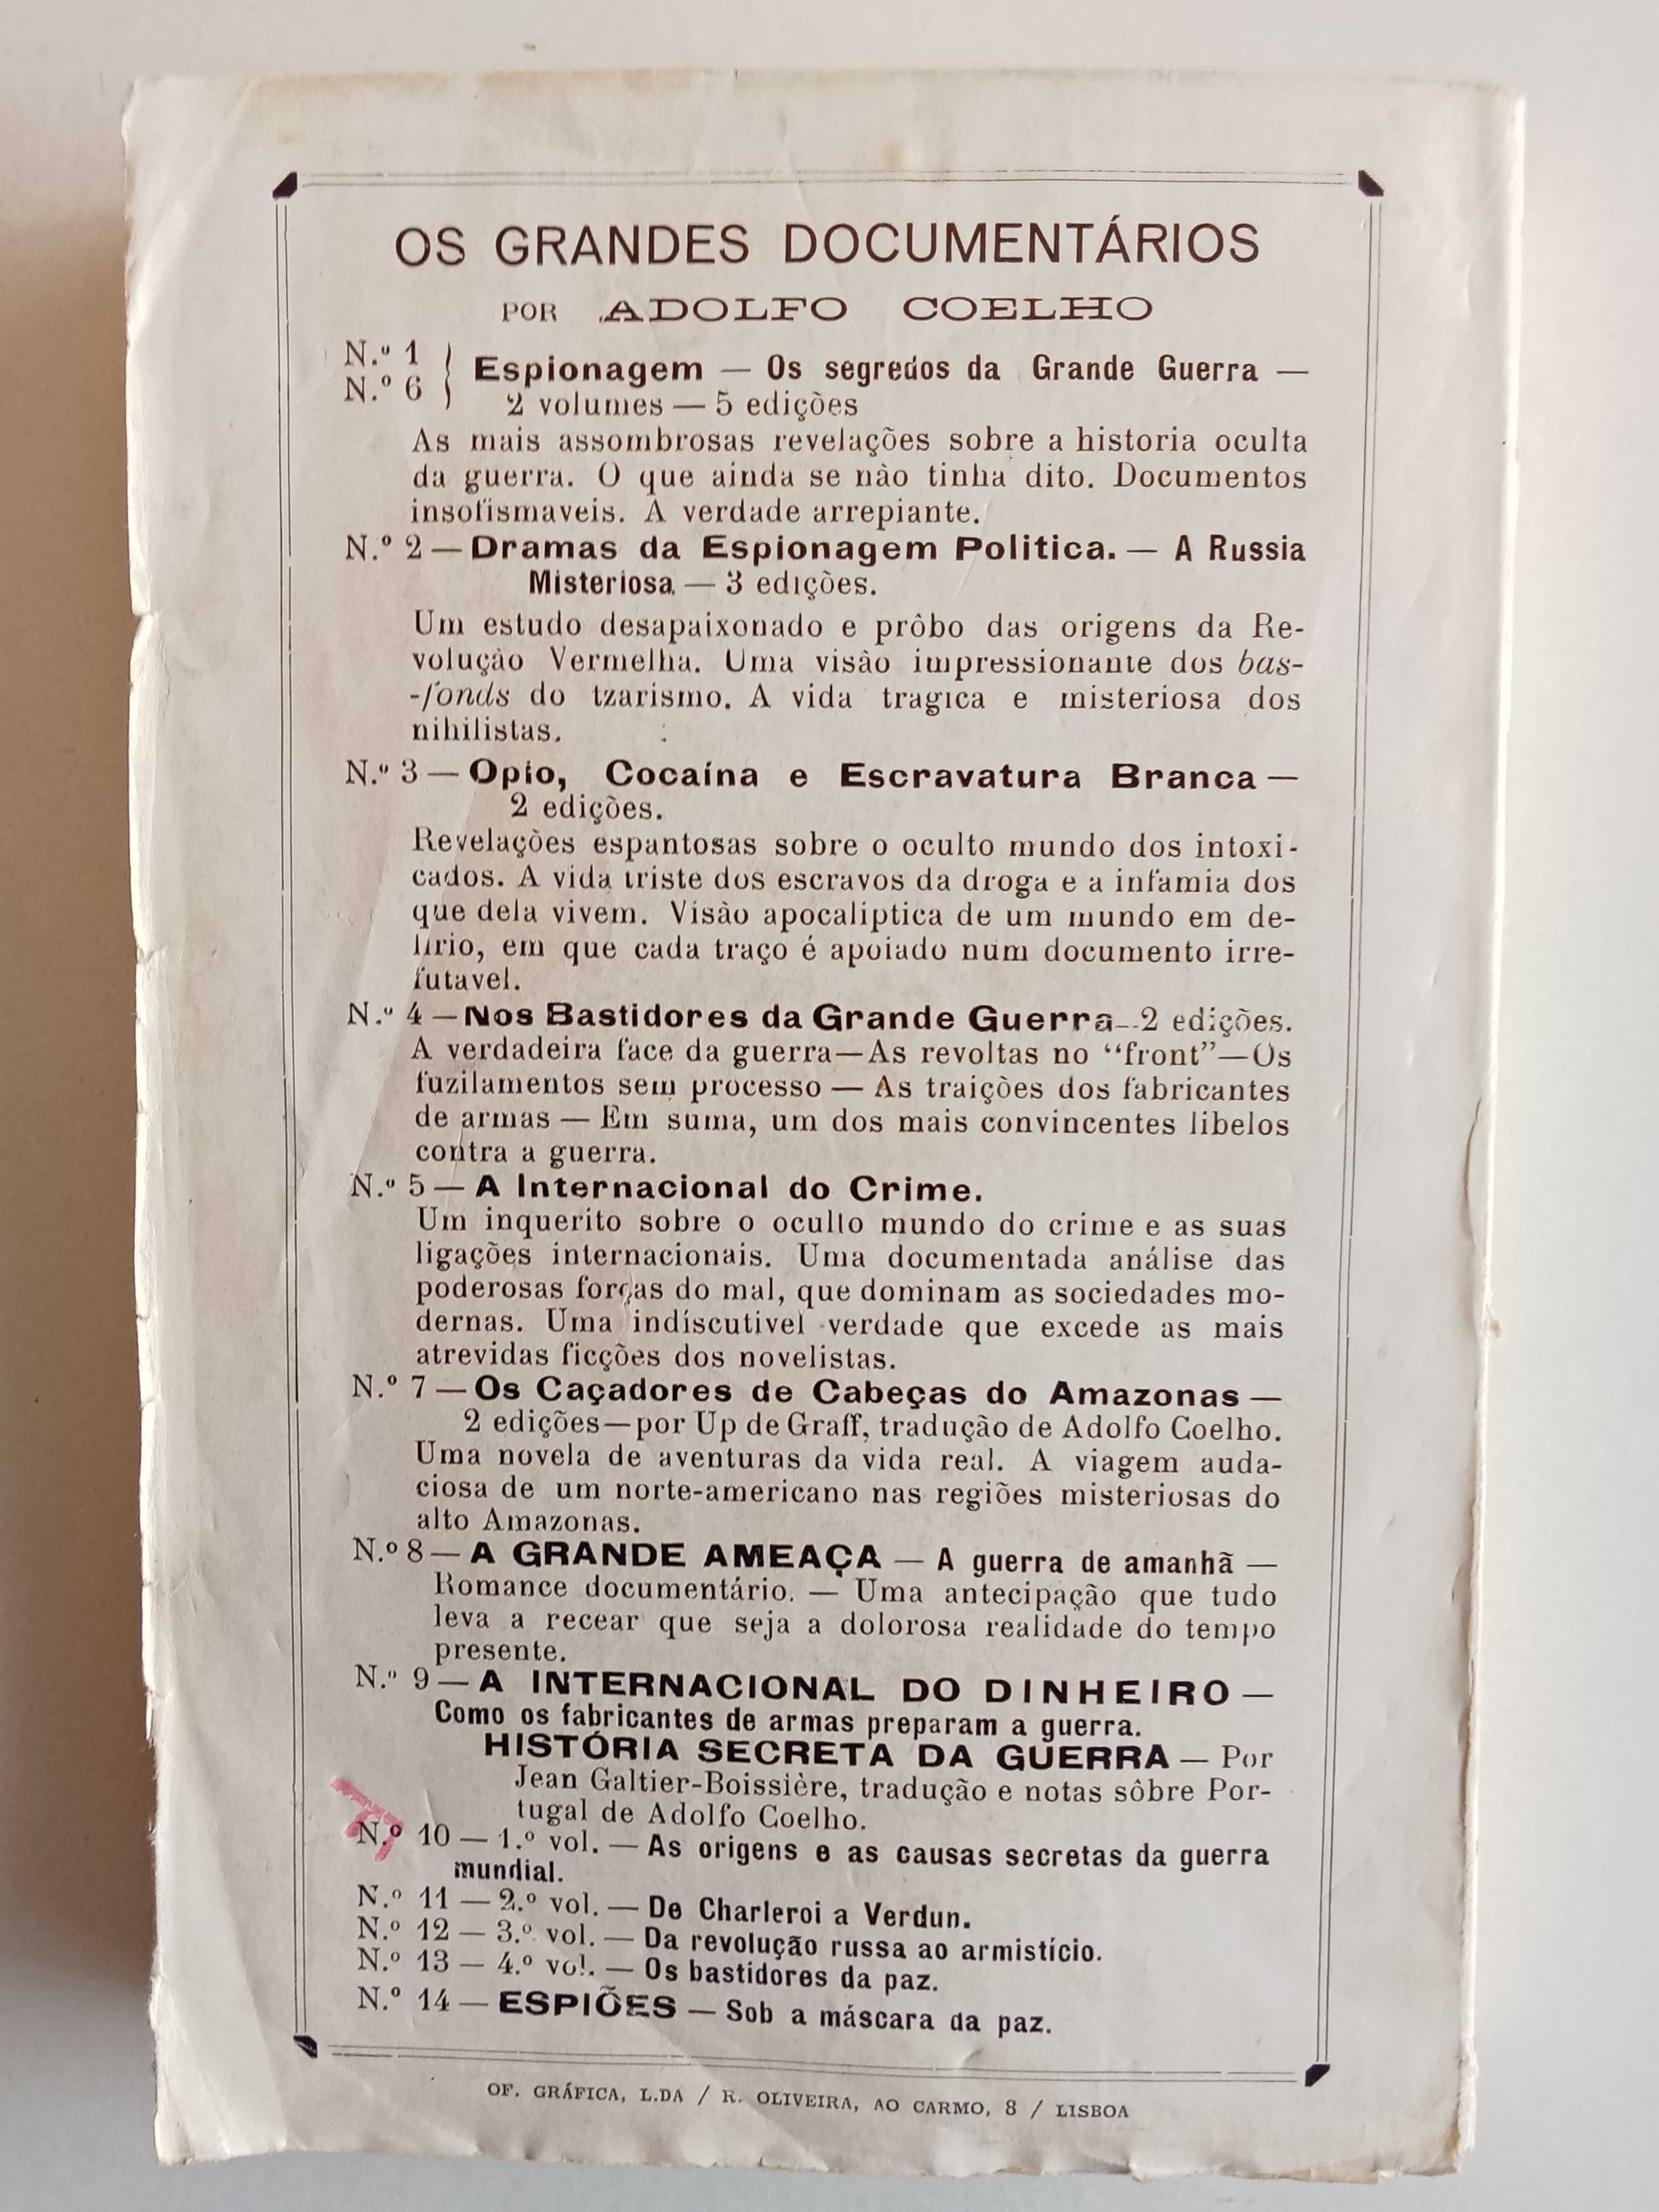 OS GRANDES DOCUMENTÁRIOS
POR ADOLFO COELHO
N.º 1
N.º 6
Espionagem — Os segredos da Grande Guerra —
2 volumes — 5 edições
As mais assombrosas revelações sobre a historia oculta
da guerra. O que ainda se não tinha dito. Documentos
insofismaveis. A verdade arrepiante.
N.º 2 — Dramas da Espionagem Politica. — A Russia
Misteriosa. — 3 edições.
Um estudo desapaixonado e prôbo das origens da Re-
volução Vermelha. Uma visão impressionante dos bas-
-fonds do tzarismo. A vida tragica e misteriosa dos
nihilistas.
N.º 3 — Opio, Cocaína e Escravatura Branca —
2 edições.
Revelações espantosas sobre o oculto mundo dos intoxi-
cados. A vida triste dos escravos da droga e a infamia dos
que dela vivem. Visão apocaliptica de um mundo em de-
lirio, em que cada traço é apoiado num documento irre-
futavel.
N.º 4 — Nos Bastidores da Grande Guerra — 2 edições.
A verdadeira face da guerra — As revoltas no “front” — Os
fuzilamentos sem processo — As traições dos fabricantes
de armas — Em suma, um dos mais convincentes libelos
contra a guerra.
N.º 5 — A Internacional do Crime.
Um inquerito sobre o oculto mundo do crime e as suas
ligações internacionais. Uma documentada análise das
poderosas forças do mal, que dominam as sociedades mo-
dernas. Uma indíscutivel verdade que excede as mais
atrevidas ficções dos novelistas.
N.º 7 — Os Caçadores de Cabeças do Amazonas —
2 edições — por Up de Graff, tradução de Adolfo Coelho.
Uma novela de aventuras da vida real. A viagem auda-
ciosa de um norte-americano nas regiões misteriosas do
alto Amazonas.
N.º 8 — A GRANDE AMEAÇA — A guerra de amanhã —
Romance documentário. — Uma antecipação que tudo
leva a recear que seja a dolorosa realidade do tempo
presente.
N.º 9 — A INTERNACIONAL DO DINHEIRO —
Como os fabricantes de armas preparam a guerra.
HISTÓRIA SECRETA DA GUERRA — Por
Jean Galtier-Boissière, tradução e notas sôbre Por-
tugal de Adolfo Coelho.
N.º 10 — 1.º vol. — As origens e as causas secretas da guerra
mundial.
N.º 11 — 2.º vol. — De Charleroi a Verdun.
N.º 12 — 3.º vol. — Da revolução russa ao armistício.
N.º 13 — 4.º vol. — Os bastidores da paz.
N.º 14 — ESPIÕES — Sob a máscara da paz.
OF. GRÁFICA, L.DA / R. OLIVEIRA, AO CARMO, 8 / LISBOA